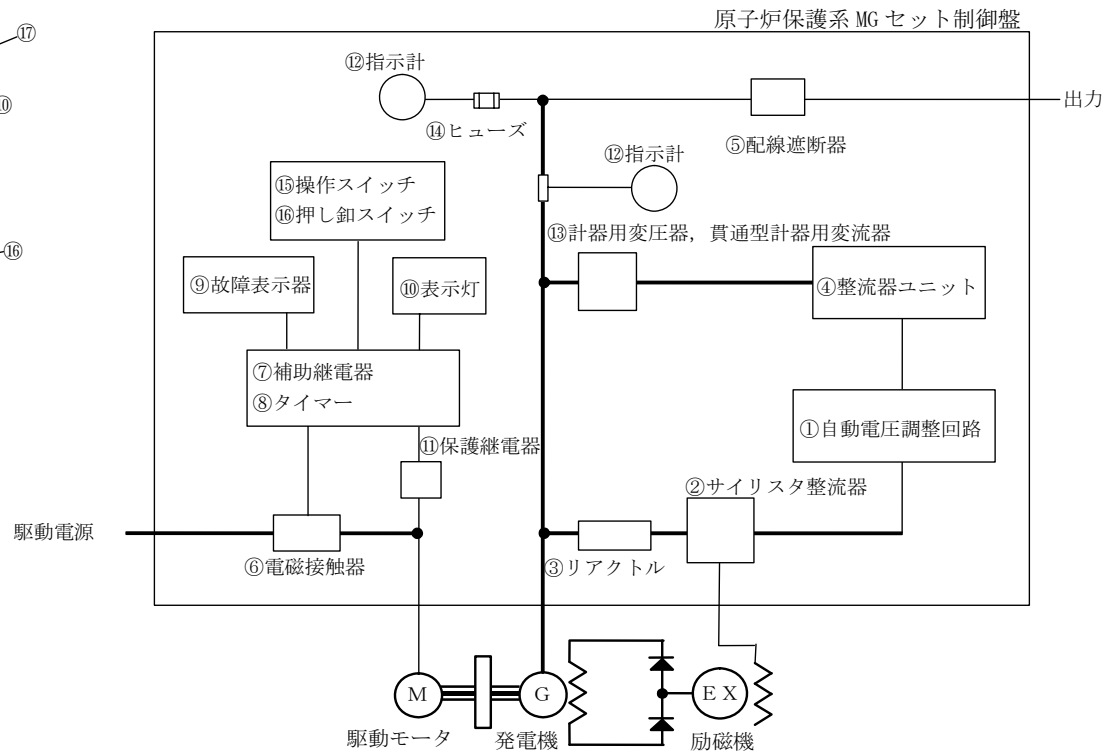 原子炉保護系 MG セット制御盤
⑰
⑫指示計
⑭ヒューズ
出力
⑤配線遮断器
⑫指示計
⑮操作スイッチ
⑯押し釦スイッチ
⑬計器用変圧器，貫通型計器用変流器
⑯
⑨故障表示器
⑩表示灯
④整流器ユニット
⑦補助継電器
⑧タイマー
①自動電圧調整回路
⑪保護継電器
②サイリスタ整流器
駆動電源
⑥電磁接触器
③リアクトル
M
G
ＥＸ
駆動モータ
発電機
励磁機